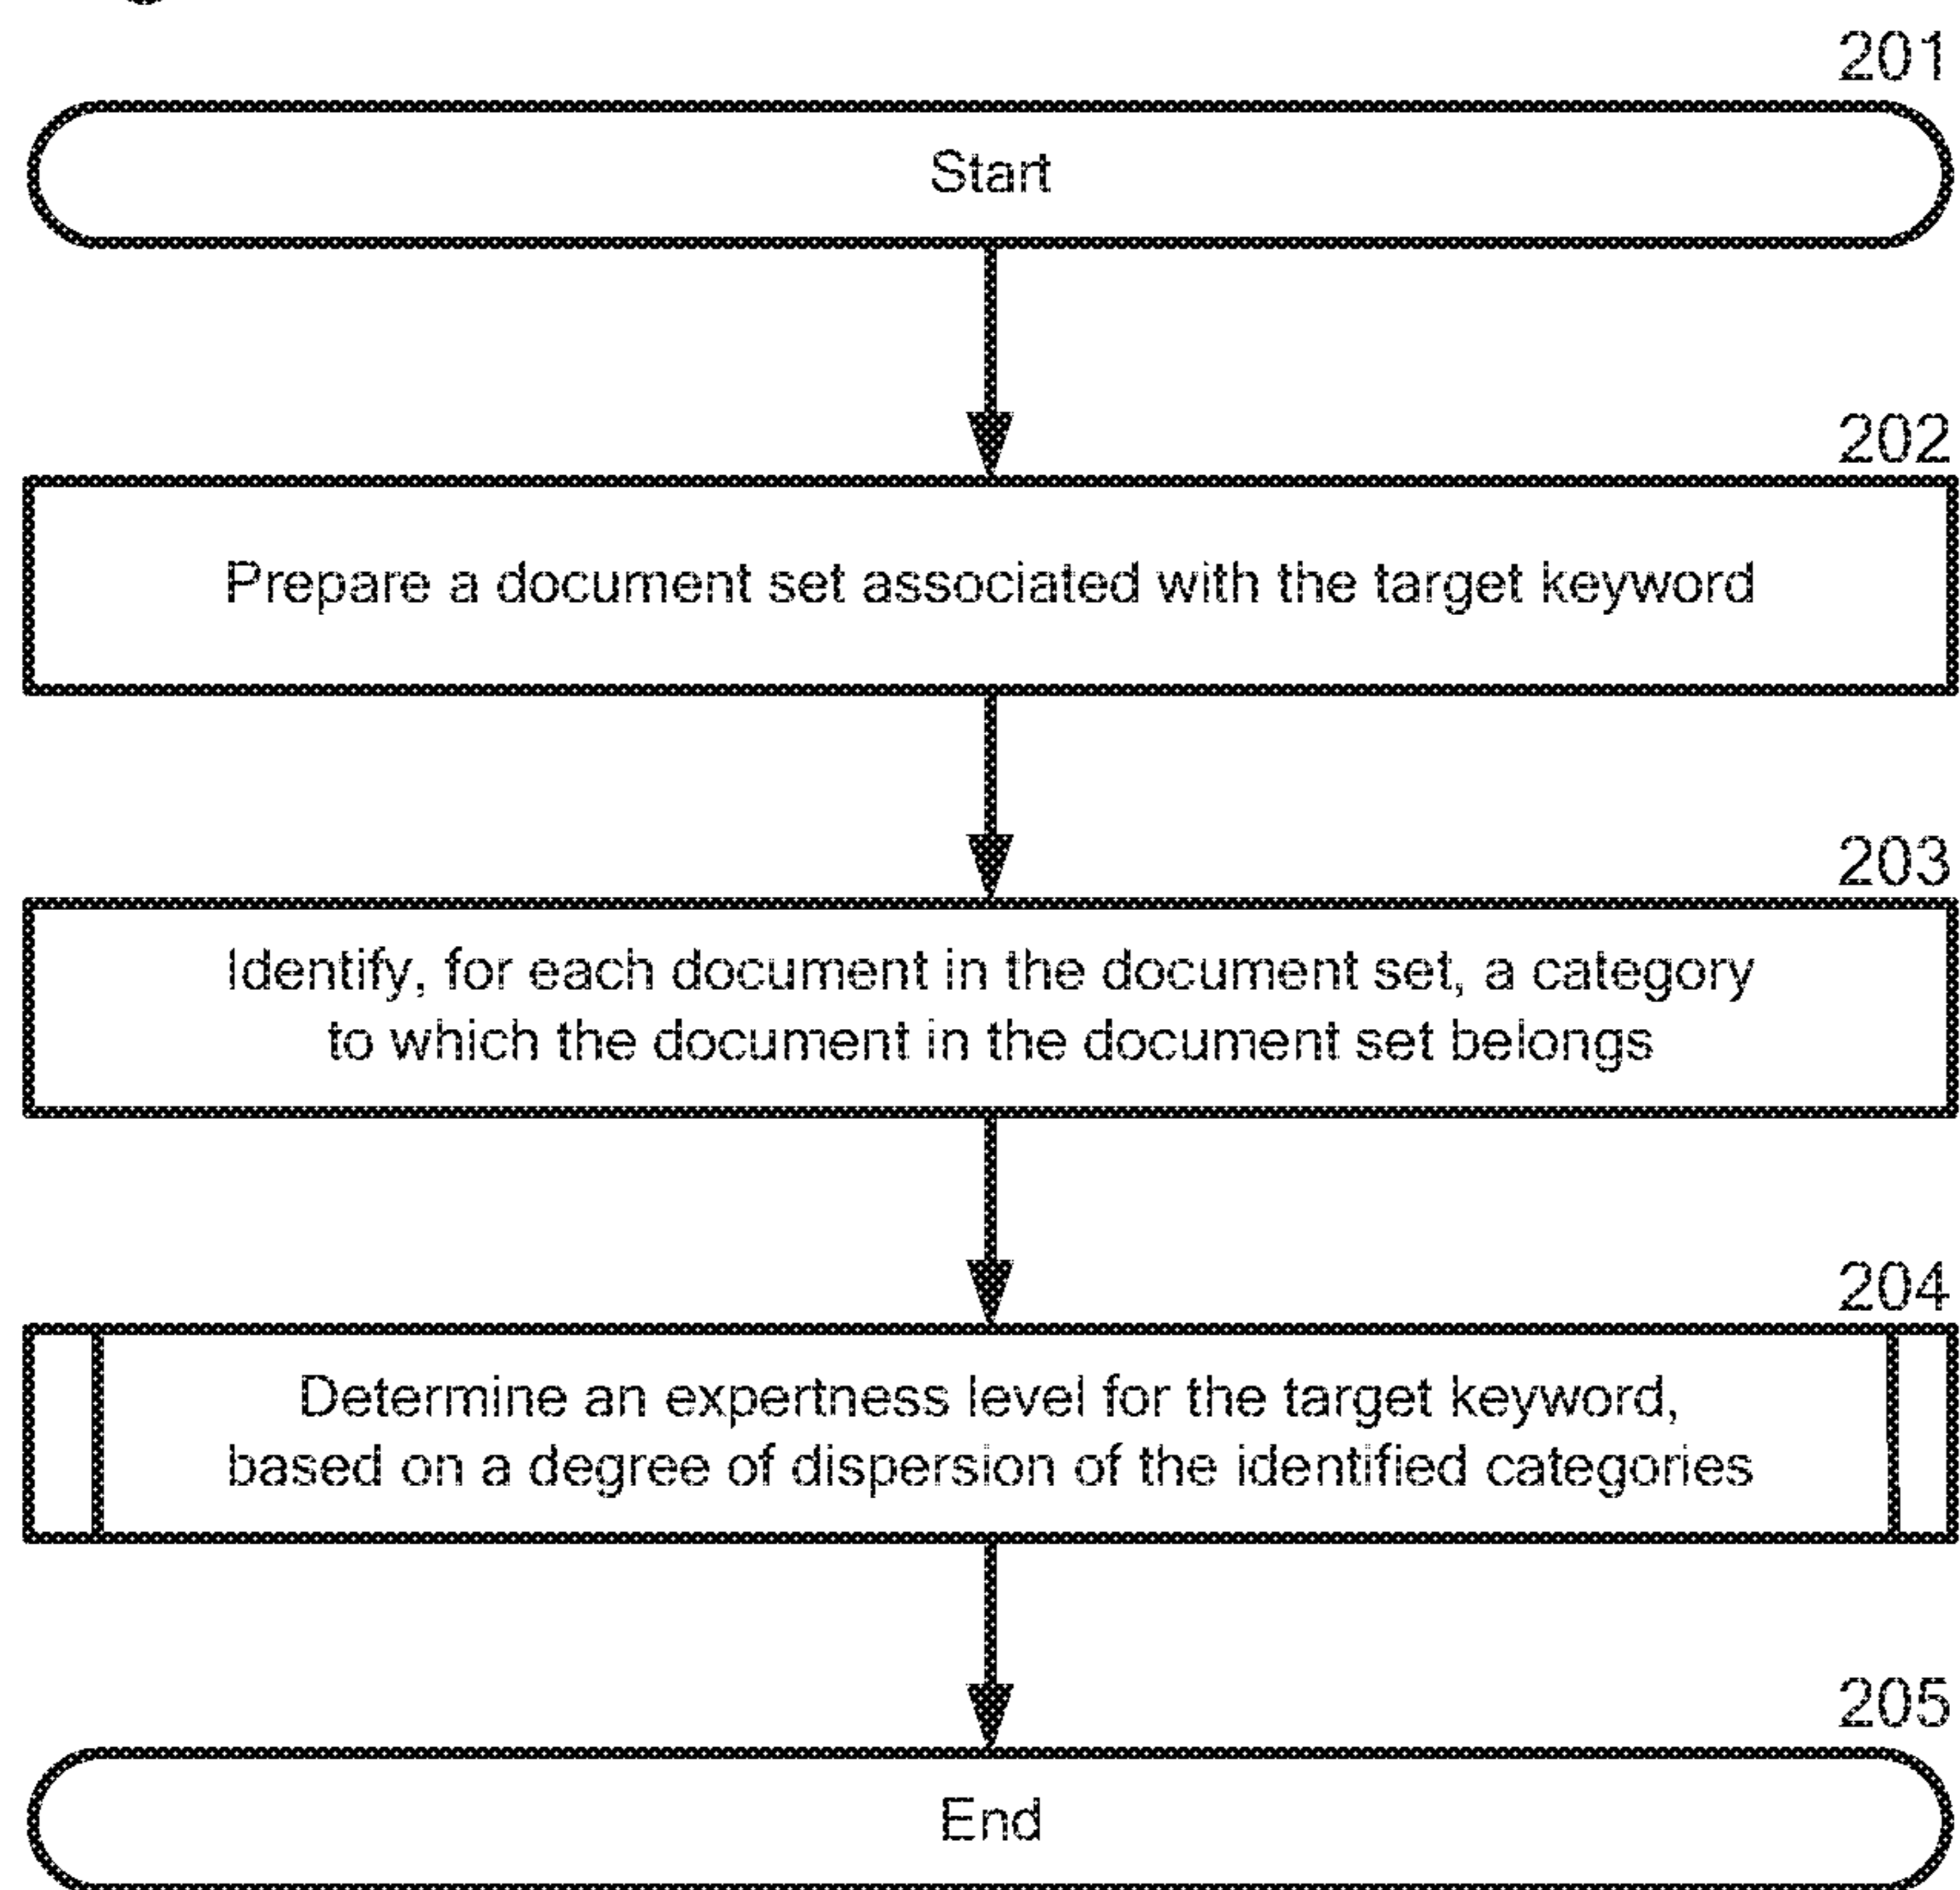 201
Start
202
Prepare a document set associated with the target keyword
203
Identify, for each document in the document set, a category
to which the document in the document set belongs
204
Determine an expertness level for the target keyword,
based on a degree of dispersion of the identified categories
205
End